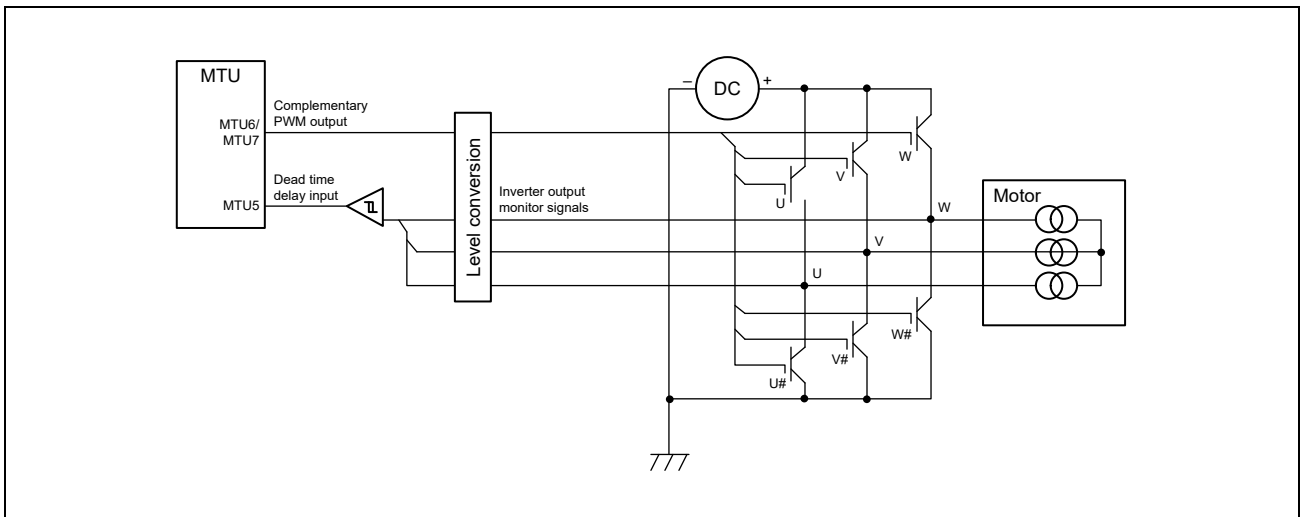 MTU
Complementary
PWM output
MTU6/
MTU7
Dead time
delay input
MTU5
Level conversion
Inverter output
monitor signals
–
DC
+
W
V
U
W
V
U
Motor
W#
V#
U#